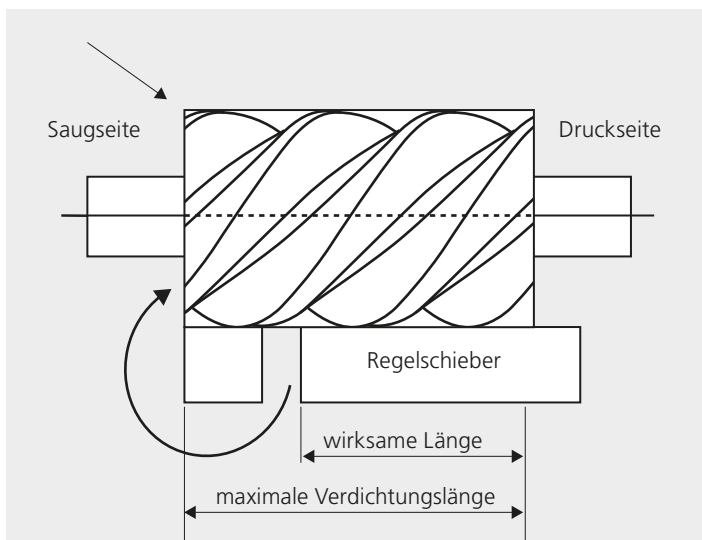 Saugseite
Druckseite
Regelschieber
wirksame Länge
maximale Verdichtungslänge